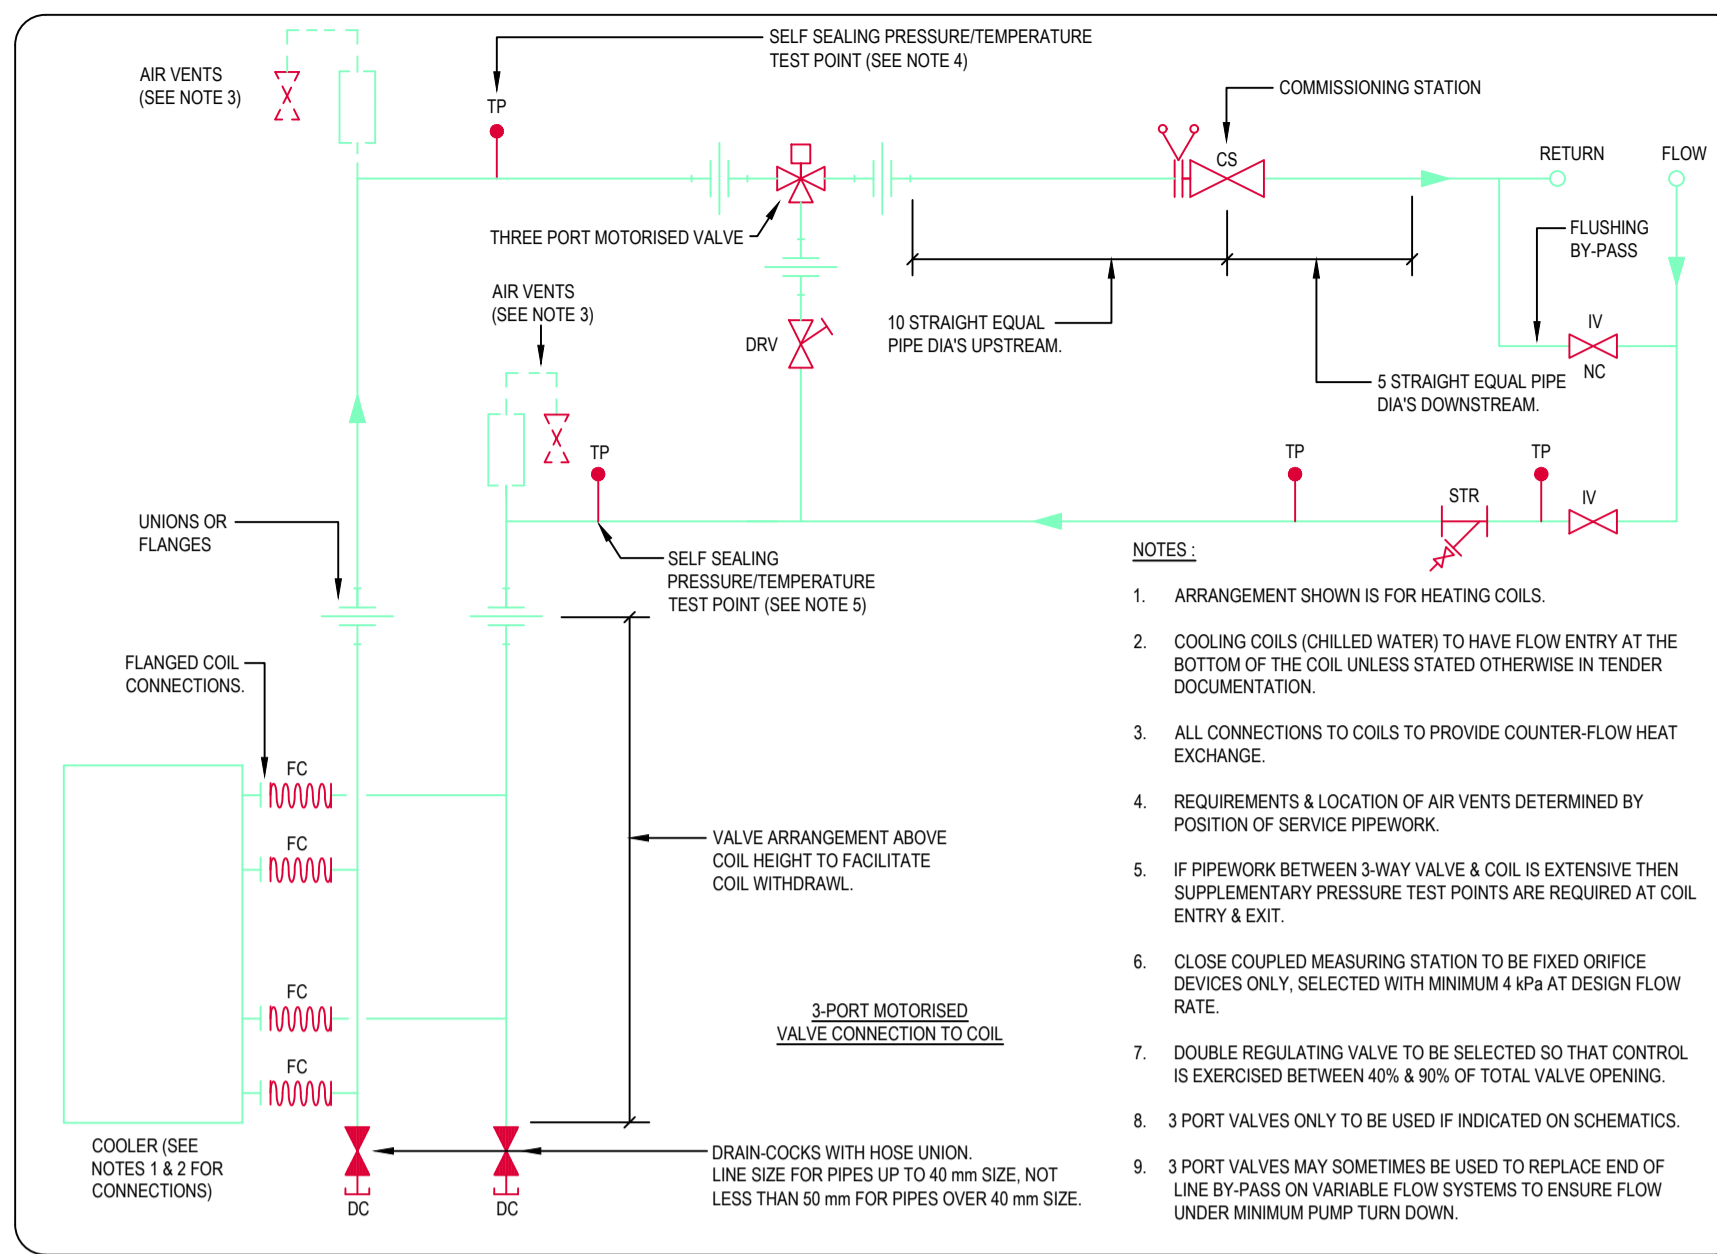 SELF SEALING PRESSURE/TEMPERATURE
TEST POINT (SEE NOTE 4)
AIR VENTS
(SEE NOTE 3)
TP
COMMISSIONING STATION
CS
RETURN
FLOW
THREE PORT MOTORISED VALVE
FLUSHING
BY-PASS
AIR VENTS
(SEE NOTE 3)
10 STRAIGHT EQUAL
PIPE DIA'S UPSTREAM.
IV
NC
DRV
5 STRAIGHT EQUAL PIPE
DIA'S DOWNSTREAM.
TP
TP
TP
STR
IV
UNIONS OR
FLANGES
SELF SEALING
PRESSURE/TEMPERATURE
TEST POINT (SEE NOTE 5)
FLANGED COIL
CONNECTIONS.
FC
FC
FC
FC
VALVE ARRANGEMENT ABOVE
COIL HEIGHT TO FACILITATE
COIL WITHDRAWL.
3-PORT MOTORISED
VALVE CONNECTION TO COIL
COOLER (SEE
NOTES 1 & 2 FOR
CONNECTIONS)
DC
DC
DRAIN-COCKS WITH HOSE UNION.
LINE SIZE FOR PIPES UP TO 40 mm SIZE, NOT
LESS THAN 50 mm FOR PIPES OVER 40 mm SIZE.
NOTES :
1. ARRANGEMENT SHOWN IS FOR HEATING COILS.
2. COOLING COILS (CHILLED WATER) TO HAVE FLOW ENTRY AT THE
BOTTOM OF THE COIL UNLESS STATED OTHERWISE IN TENDER
DOCUMENTATION.
3. ALL CONNECTIONS TO COILS TO PROVIDE COUNTER-FLOW HEAT
EXCHANGE.
4. REQUIREMENTS & LOCATION OF AIR VENTS DETERMINED BY
POSITION OF SERVICE PIPEWORK.
5. IF PIPEWORK BETWEEN 3-WAY VALVE & COIL IS EXTENSIVE THEN
SUPPLEMENTARY PRESSURE TEST POINTS ARE REQUIRED AT COIL
ENTRY & EXIT.
6. CLOSE COUPLED MEASURING STATION TO BE FIXED ORIFICE
DEVICES ONLY, SELECTED WITH MINIMUM 4 kPa AT DESIGN FLOW
RATE.
7. DOUBLE REGULATING VALVE TO BE SELECTED SO THAT CONTROL
IS EXERCISED BETWEEN 40% & 90% OF TOTAL VALVE OPENING.
8. 3 PORT VALVES ONLY TO BE USED IF INDICATED ON SCHEMATICS.
9. 3 PORT VALVES MAY SOMETIMES BE USED TO REPLACE END OF
LINE BY-PASS ON VARIABLE FLOW SYSTEMS TO ENSURE FLOW
UNDER MINIMUM PUMP TURN DOWN.